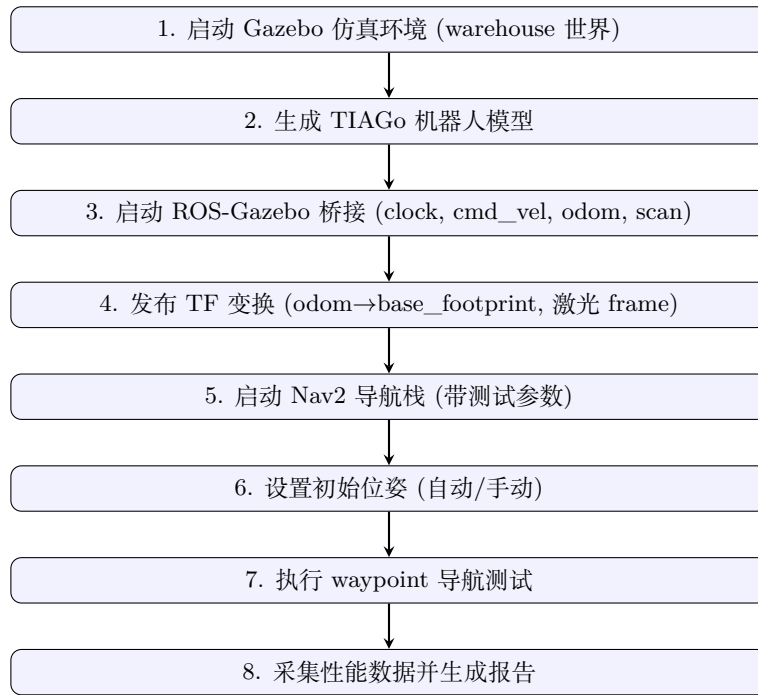 1. 启动 Gazebo 仿真环境 (warehouse 世界)
2. 生成 TIAGo 机器人模型
3. 启动 ROS-Gazebo 桥接 (clock, cmd_vel, odom, scan)
4. 发布 TF 变换 (odom→base_footprint, 激光 frame)
5. 启动 Nav2 导航栈 (带测试参数)
6. 设置初始位姿 (自动/手动)
7. 执行 waypoint 导航测试
8. 采集性能数据并生成报告